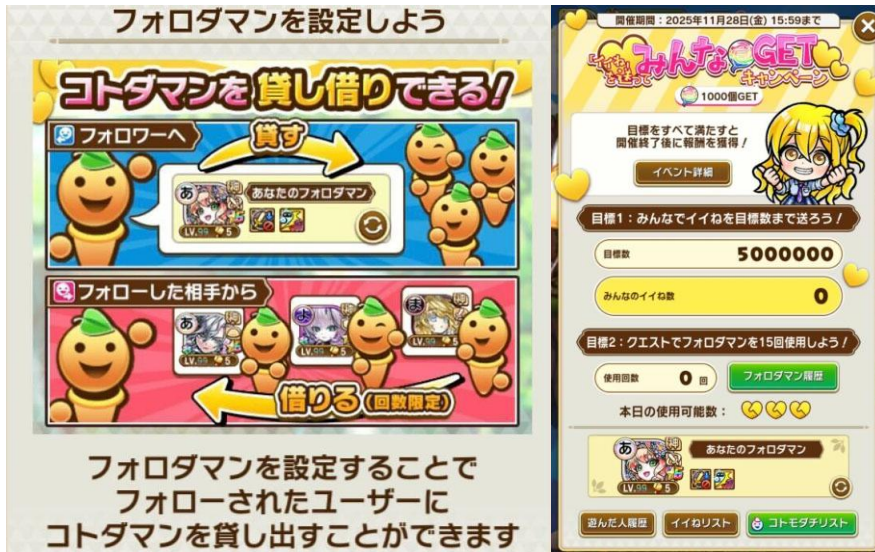 フォロダマンを設定しよう
コトダマンを貸し借りできる!
フォロワーへ
貸す
あ
あなたのフォロダマン
LV.99 5
フォローした相手から
あ
よ
ま
LV.99 5
LV.99 5
LV.99 5
借りる(回数限定)
フォロダマンを設定することで
フォローされたユーザーに
コトダマンを貸し出すことができます
開催期間:2025年11月28日(金) 15:59まで
イイねを送って
みんなGET
キャンペーン
1000個GET
目標をすべて満たすと
開催終了後に報酬を獲得!
イベント詳細
目標1:みんなでイイねを目標数まで送ろう!
目標数 5000000
みんなのイイね数 0
目標2:クエストでフォロダマンを15回使用しよう!
使用回数 0 回
フォロダマン履歴
本日の使用可能数:
あ
あなたのフォロダマン
LV.99 5
遊んだ人履歴
イイねリスト
コトモダチリスト